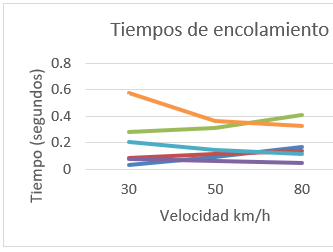 Tiempos de encolamiento
0.8
0.6
0.4
0.2
0
Tiempo (segundos)
30 50 80
Velocidad km/h